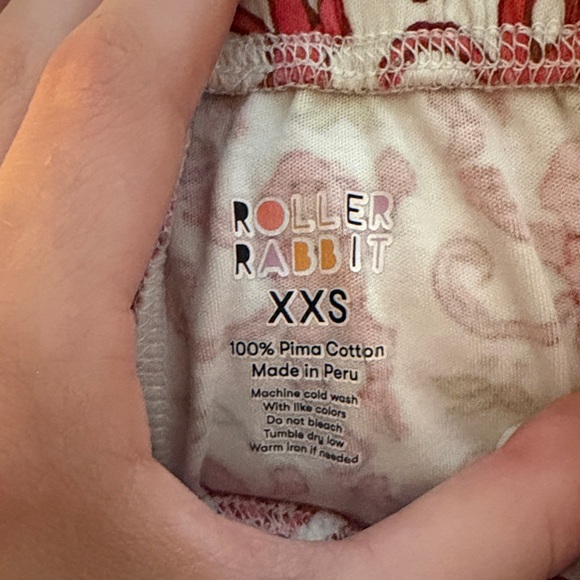 ROLLER
RABBIT
XXS
100% Pima Cotton
Made in Peru
Machine cold wash
With like colors
Do not bleach
Tumble dry low
Warm iron if needed